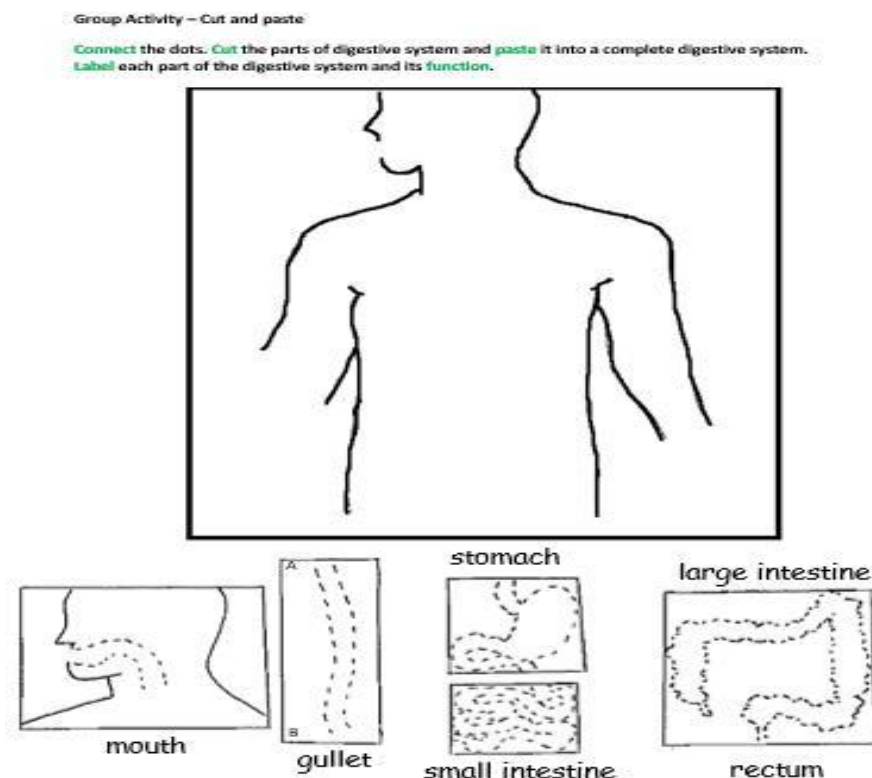 Group Activity – Cut and paste
Connect the dots. Cut the parts of digestive system and paste it into a complete digestive system.
Label each part of the digestive system and its function.
stomach
large intestine
A
B
mouth
gullet
small intestine
rectum